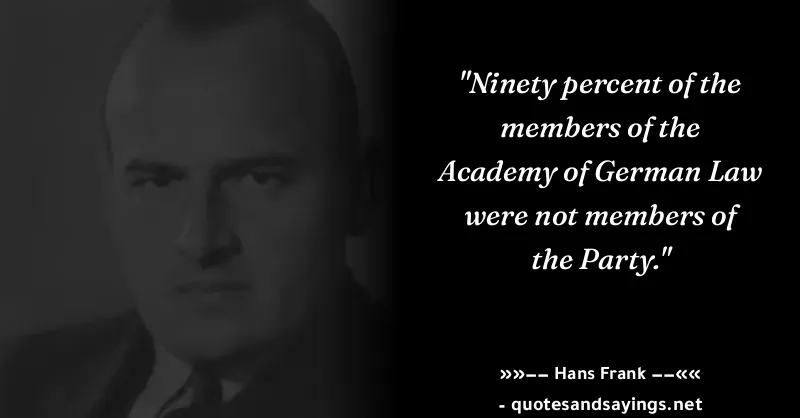 "Ninety percent of the
members of the
Academy of German Law
were not members of
the Party."
»»−− Hans Frank −−««
- quotesandsayings.net